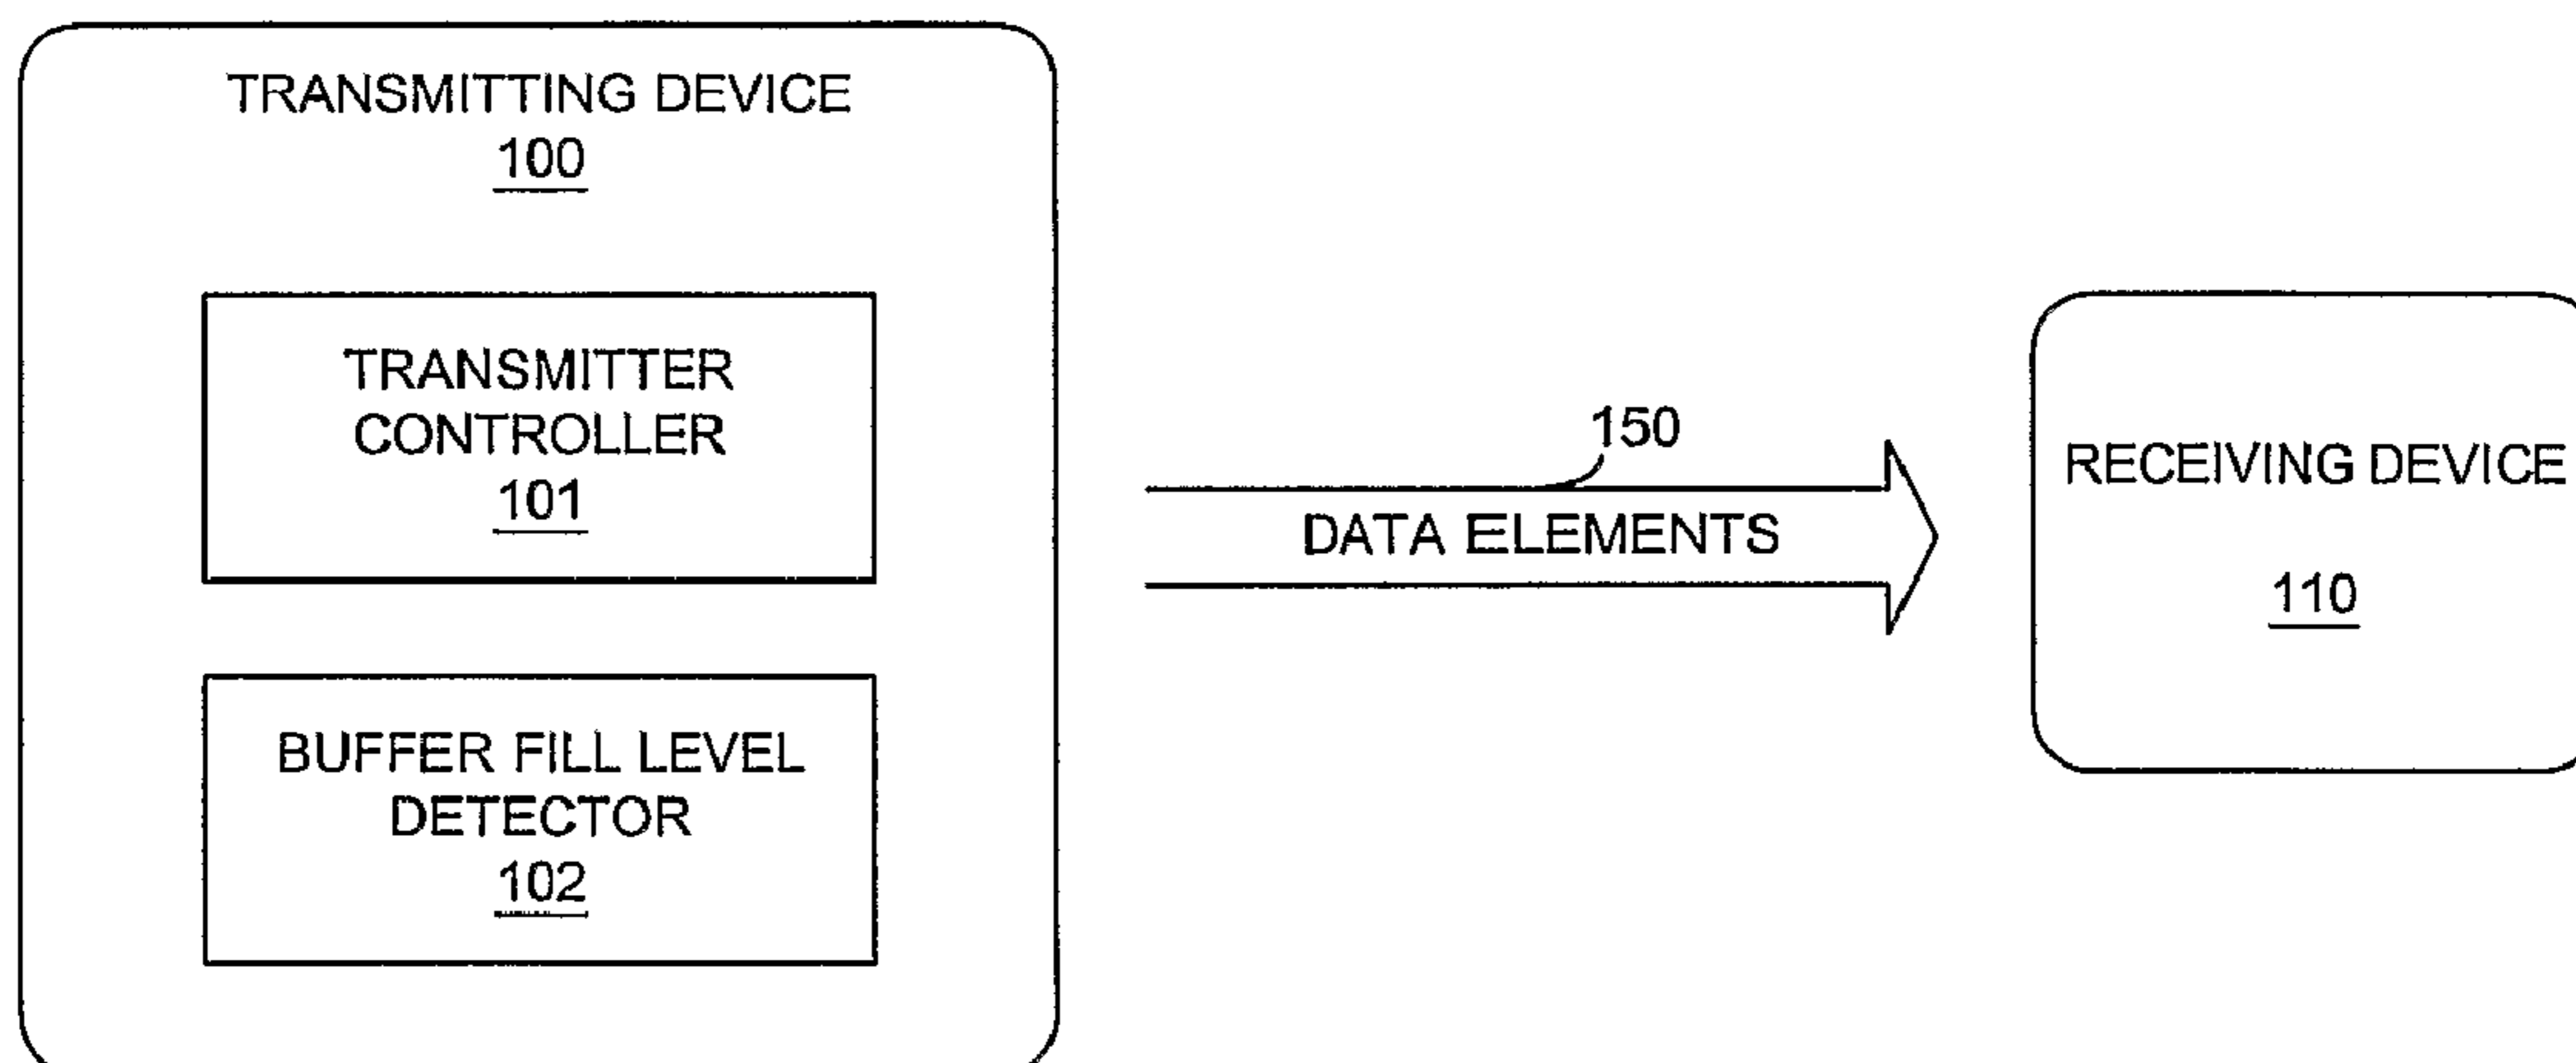 TRANSMITTING DEVICE
100
TRANSMITTER
CONTROLLER
101
BUFFER FILL LEVEL
DETECTOR
102
150
DATA ELEMENTS
RECEIVING DEVICE
110